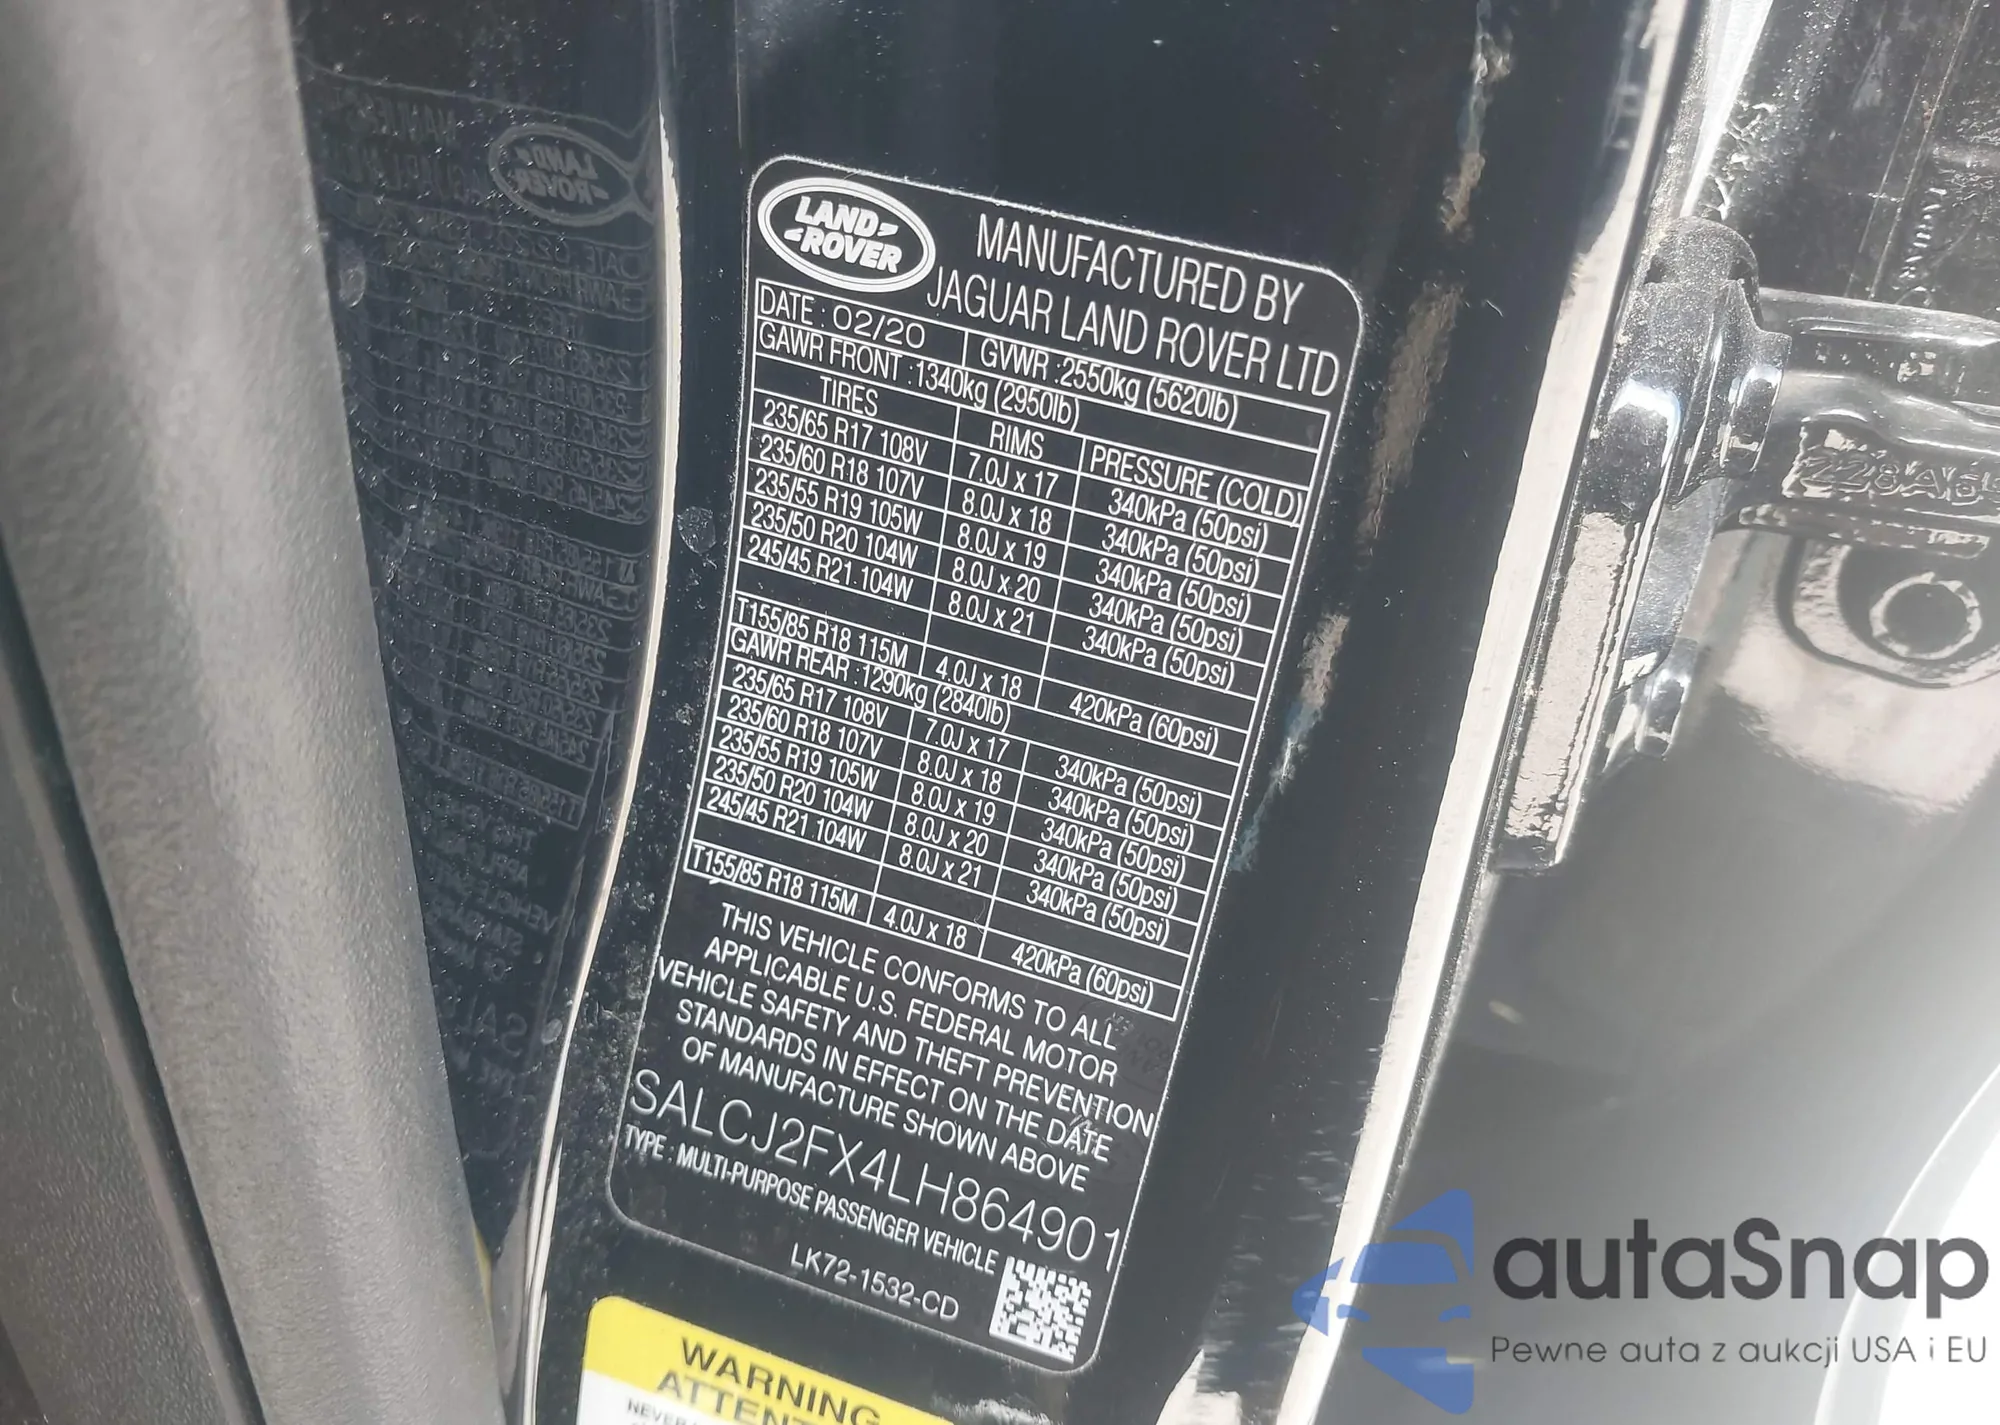 LAND ROVER
MANUFACTURED BY
JAGUAR LAND ROVER LTD
DATE : 02/20 GVWR :2550kg (5620lb)
GAWR FRONT :1340kg (2950lb)
TIRES RIMS PRESSURE (COLD)
235/65 R17 108V 7.0J x 17 340kPa (50psi)
235/60 R18 107V 8.0J x 18 340kPa (50psi)
235/55 R19 105W 8.0J x 19 340kPa (50psi)
235/50 R20 104W 8.0J x 20 340kPa (50psi)
245/45 R21 104W 8.0J x 21 340kPa (50psi)
T155/85 R18 115M 4.0J x 18 420kPa (60psi)
GAWR REAR :1290kg (2840lb)
235/65 R17 108V 7.0J x 17 340kPa (50psi)
235/60 R18 107V 8.0J x 18 340kPa (50psi)
235/55 R19 105W 8.0J x 19 340kPa (50psi)
235/50 R20 104W 8.0J x 20 340kPa (50psi)
245/45 R21 104W 8.0J x 21 340kPa (50psi)
T155/85 R18 115M 4.0J x 18 420kPa (60psi)
THIS VEHICLE CONFORMS TO ALL
APPLICABLE U.S. FEDERAL MOTOR
VEHICLE SAFETY AND THEFT PREVENTION
STANDARDS IN EFFECT ON THE DATE
OF MANUFACTURE SHOWN ABOVE
SALCJ2FX4LH864901
TYPE : MULTI-PURPOSE PASSENGER VEHICLE
LK72-1532-CD
WARNING
NEVER
autaSnap
Pewne auta z aukcji USA i EU